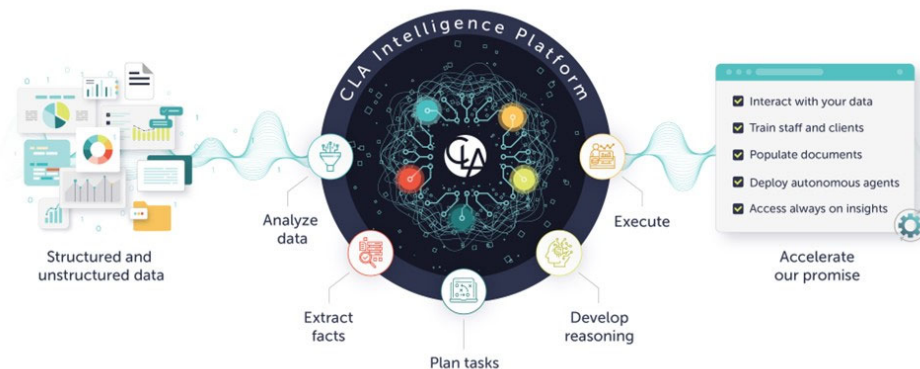 CLA Intelligence Platform
CLA
Structured and
unstructured data
Analyze
data
Extract
facts
Plan tasks
Develop
reasoning
Execute
Interact with your data
Train staff and clients
Populate documents
Deploy autonomous agents
Access always on insights
Accelerate
our promise